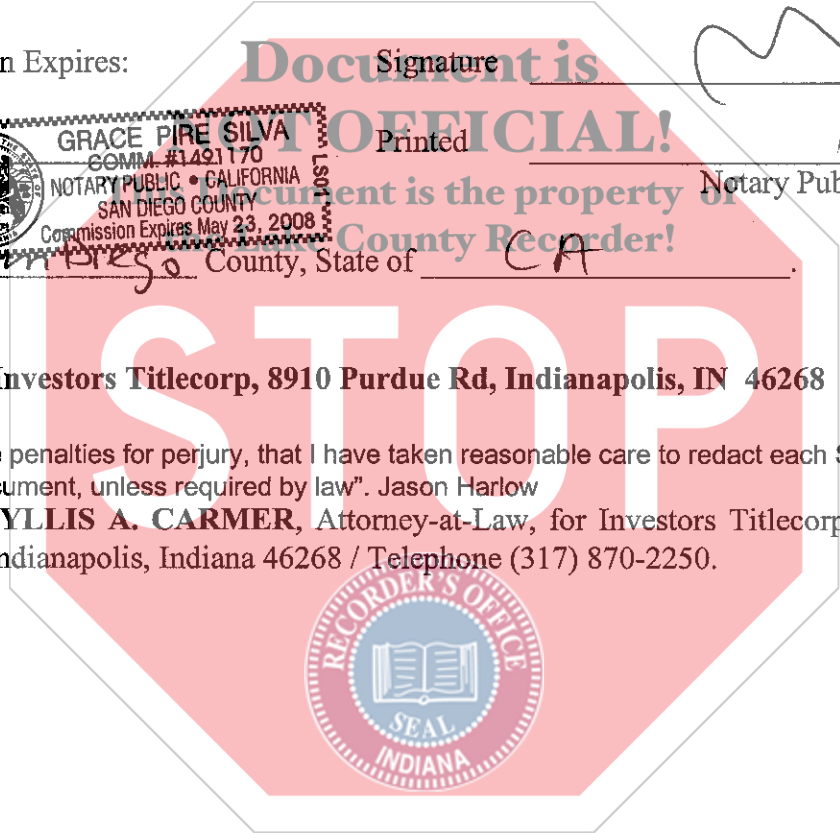 n Expires:
Signature
Document is
NOT OFFICIAL!
This Document is the property of
the Lake County Recorder!
GRACE PIRE SILVA
COMM. #1491170
NOTARY PUBLIC • CALIFORNIA
SAN DIEGO COUNTY
Commission Expires May 23, 2008
LS01
Printed
Notary Pub
n Diego County, State of CA.
STOP
Investors Titlecorp, 8910 Purdue Rd, Indianapolis, IN 46268
e penalties for perjury, that I have taken reasonable care to redact each S
cument, unless required by law". Jason Harlow
YLLIS A. CARMER, Attorney-at-Law, for Investors Titlecorp
ndianapolis, Indiana 46268 / Telephone (317) 870-2250.
RECORDER'S OFFICE
SEAL
INDIANA